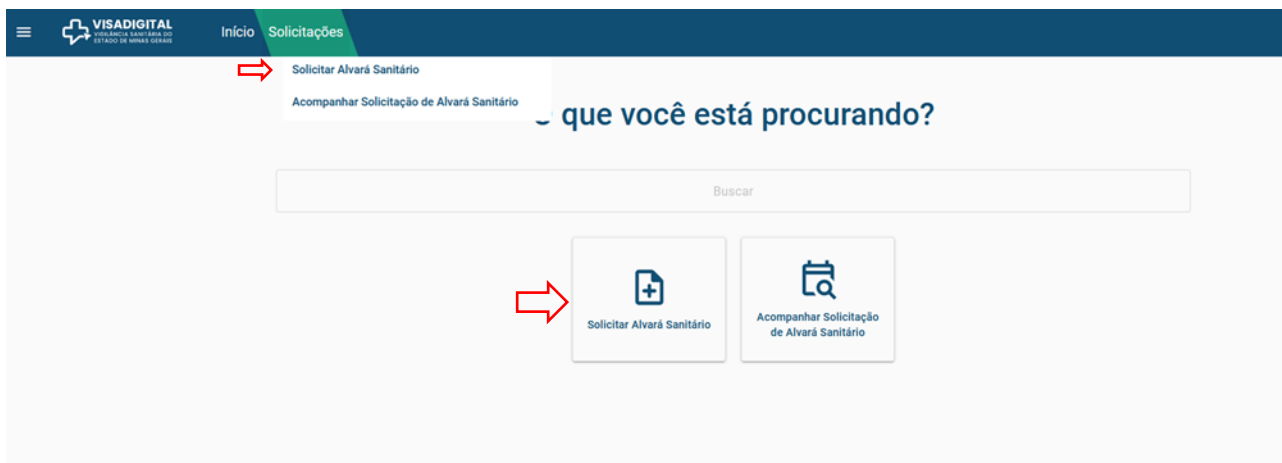 VISADIGITAL
VIGILÂNCIA SANITÁRIA DO
ESTADO DE MINAS GERAIS
Início Solicitações
Solicitar Alvará Sanitário
Acompanhar Solicitação de Alvará Sanitário
que você está procurando?
Buscar
Solicitar Alvará Sanitário
Acompanhar Solicitação
de Alvará Sanitário